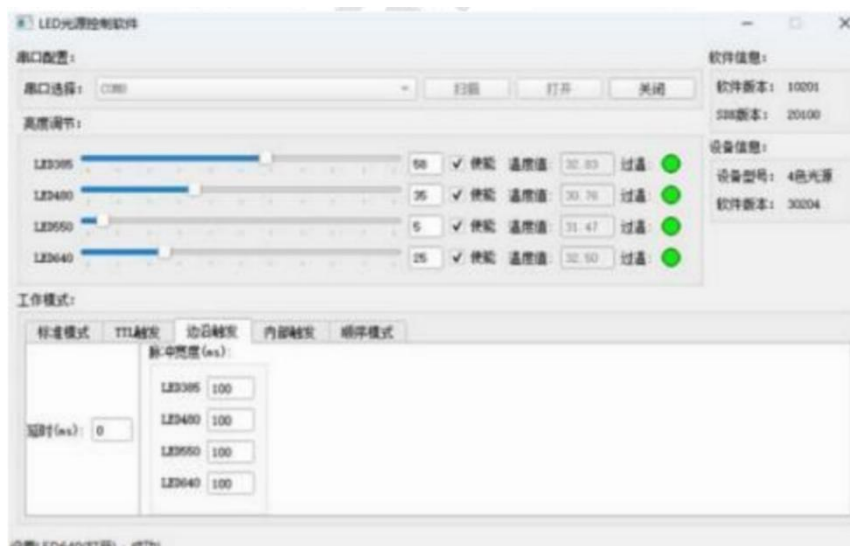 LED光源控制软件
串口配置:
串口选择: 扫描 打开 关闭
亮度调节:
LED385 58 使能 温度值: 32.83 过温:
LED480 35 使能 温度值: 30.76 过温:
LED550 5 使能 温度值: 31.47 过温:
LED640 25 使能 温度值: 32.50 过温:
软件信息:
软件版本: 10201
SDK版本: 20100
设备信息:
设备型号: 4色光源
软件版本: 30204
工作模式:
标准模式 TTL触发 边沿触发 内部触发 顺序模式
脉冲宽度(ms):
LED385 100
LED480 100
LED550 100
LED640 100
延时(ms): 0